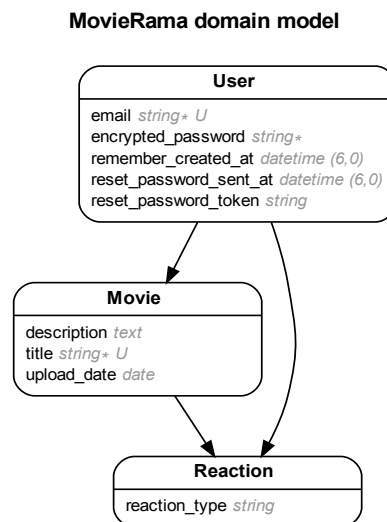 MovieRama domain model
User
email string* U
encrypted_password string*
remember_created_at datetime (6,0)
reset_password_sent_at datetime (6,0)
reset_password_token string
Movie
description text
title string* U
upload_date date
Reaction
reaction_type string